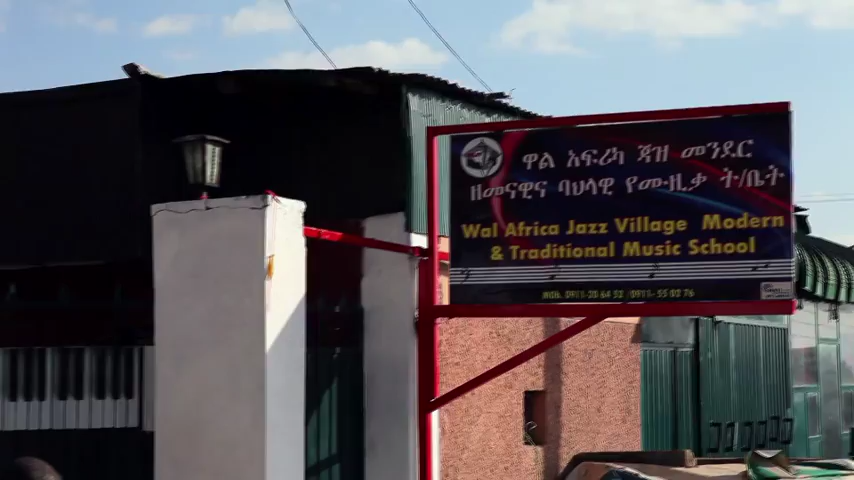 ዋል አፍሪካ ጃዝ መንደር
ዘመናዊና ባህላዊ የሙዚቃ ት/ቤት
Wal Africa Jazz Village Modern
& Traditional Music School